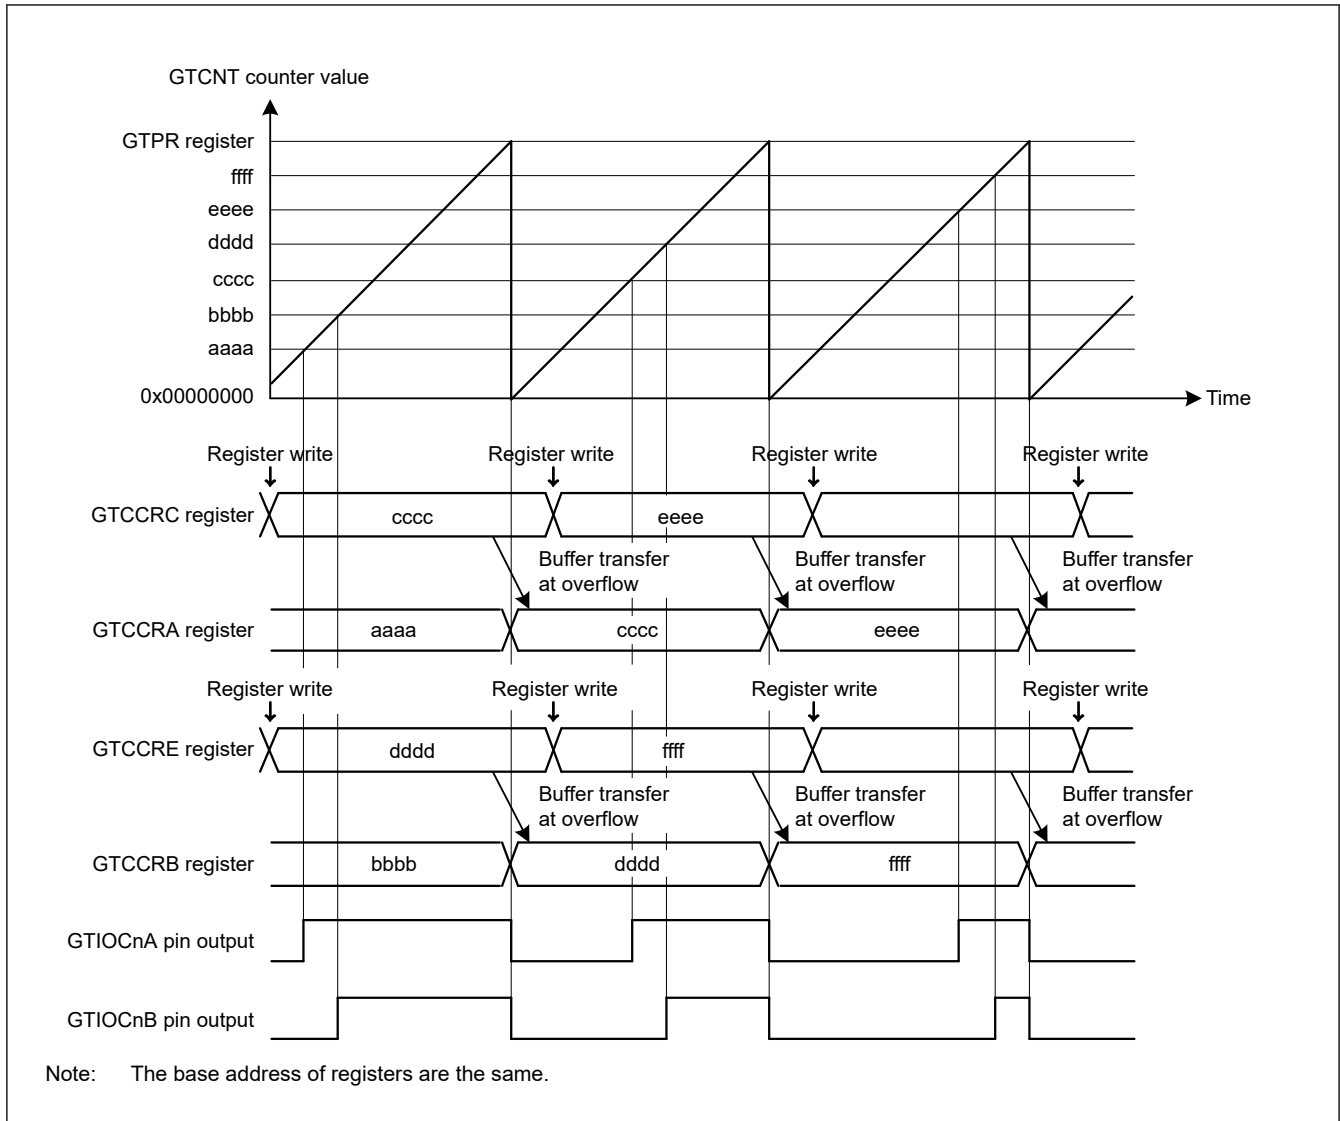 GTCNT counter value
GTPR register
ffff
eeee
dddd
cccc
bbbb
aaaa
0x00000000
Time
Register write Register write Register write Register write
GTCCRC register cccc eeee
Buffer transfer Buffer transfer Buffer transfer
at overflow at overflow at overflow
GTCCRA register aaaa cccc eeee
Register write Register write Register write Register write
GTCCRE register dddd ffff
Buffer transfer Buffer transfer Buffer transfer
at overflow at overflow at overflow
GTCCRB register bbbb dddd ffff
GTIOCnA pin output
GTIOCnB pin output
Note: The base address of registers are the same.